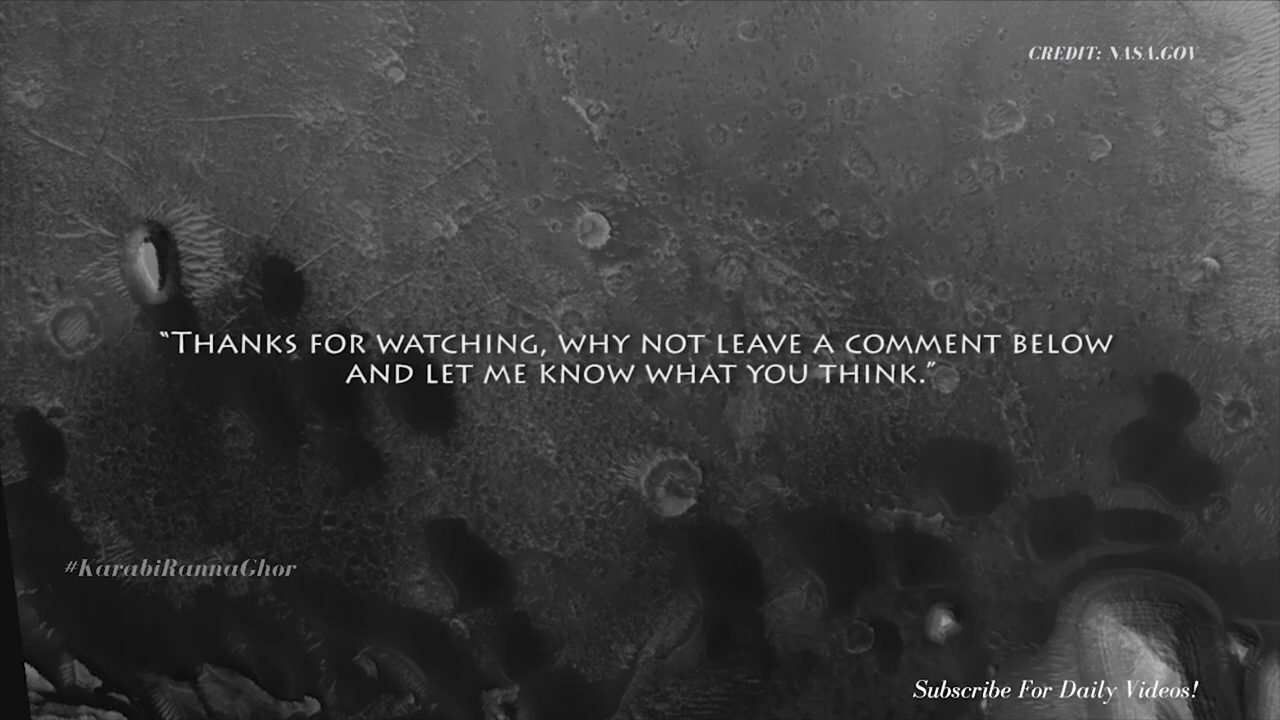 CREDIT: NASA.GOV
"THANKS FOR WATCHING, WHY NOT LEAVE A COMMENT BELOW
AND LET ME KNOW WHAT YOU THINK."
#KarabiRannaGhor
Subscribe For Daily Videos!